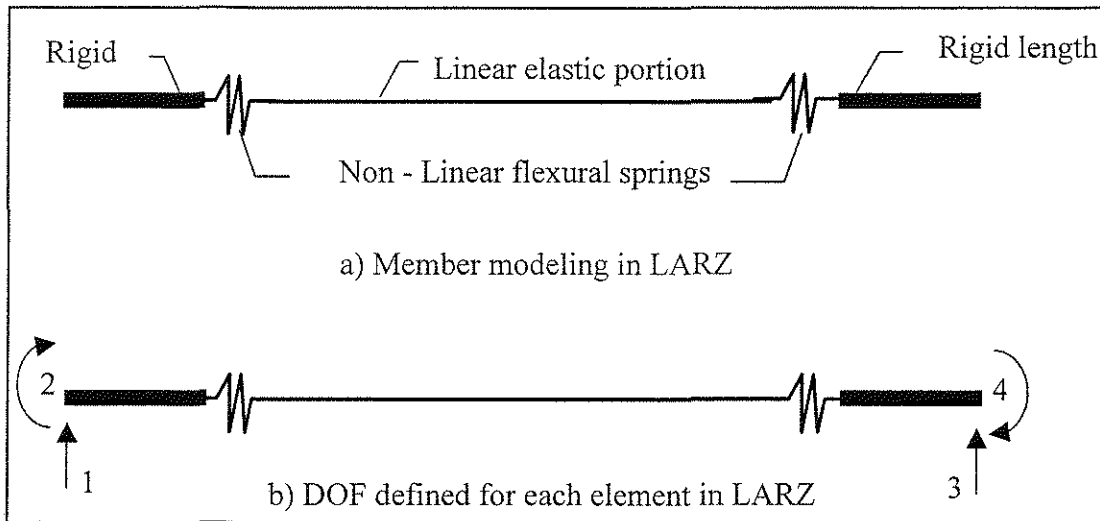 Rigid
Linear elastic portion
Rigid length
Non - Linear flexural springs
a) Member modeling in LARZ
2
4
1
3
b) DOF defined for each element in LARZ